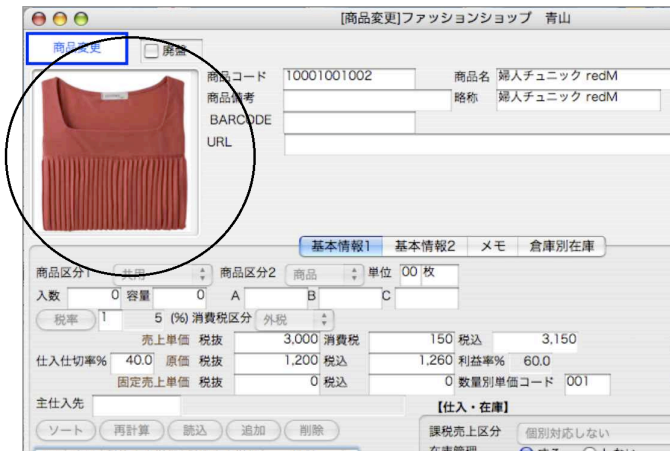 [商品変更]ファッションショップ 青山
商品変更 廃盤
商品コード 10001001002 商品名 婦人チュニック redM
商品備考 略称 婦人チュニック redM
BARCODE
URL
基本情報1 基本情報2 メモ 倉庫別在庫
商品区分1 共用 商品区分2 商品 単位 00 枚
入数 0 容量 0 A B C
税率 1 5 (%) 消費税区分 外税
売上単価 税抜 3,000 消費税 150 税込 3,150
仕入仕切率% 40.0 原価 税抜 1,200 税込 1,260 利益率% 60.0
固定売上単価 税抜 0 税込 0 数量別単価コード 001
主仕入先 【仕入・在庫】
ソート 再計算 読込 追加 削除 課税売上区分 個別対応しない
在庫管理 する しない